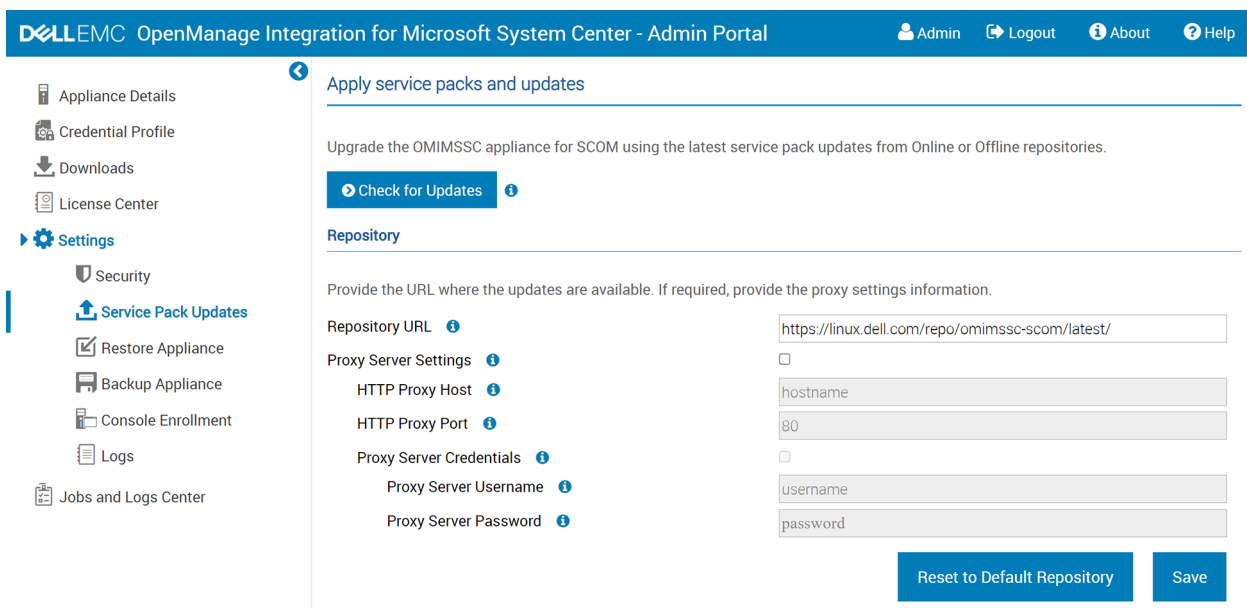 DELLEMC OpenManage Integration for Microsoft System Center - Admin Portal Admin Logout About Help
Appliance Details
Credential Profile
Downloads
License Center
Settings
Security
Service Pack Updates
Restore Appliance
Backup Appliance
Console Enrollment
Logs
Jobs and Logs Center
Apply service packs and updates
Upgrade the OMIMSSC appliance for SCOM using the latest service pack updates from Online or Offline repositories.
Check for Updates
Repository
Provide the URL where the updates are available. If required, provide the proxy settings information.
Repository URL https://linux.dell.com/repo/omimssc-scom/latest/
Proxy Server Settings
HTTP Proxy Host hostname
HTTP Proxy Port 80
Proxy Server Credentials
Proxy Server Username username
Proxy Server Password password
Reset to Default Repository Save